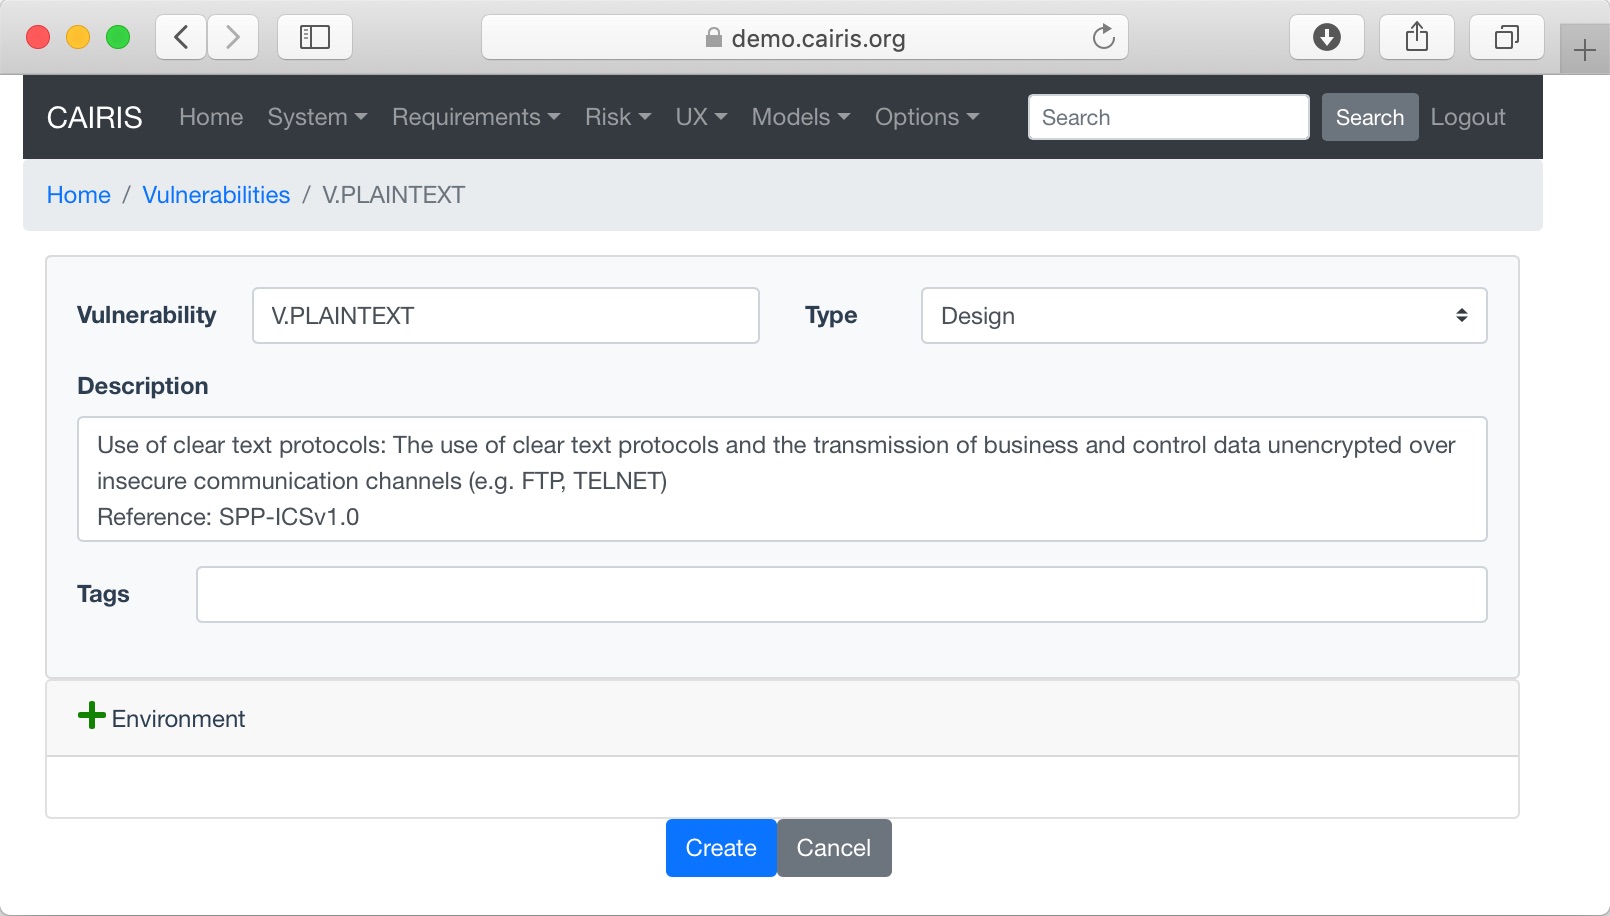 demo.cairis.org
CAIRIS Home System Requirements Risk UX Models Options Search Search Logout
Home / Vulnerabilities / V.PLAINTEXT
Vulnerability V.PLAINTEXT Type Design
Description
Use of clear text protocols: The use of clear text protocols and the transmission of business and control data unencrypted over
insecure communication channels (e.g. FTP, TELNET)
Reference: SPP-ICSv1.0
Tags
Environment
Create Cancel